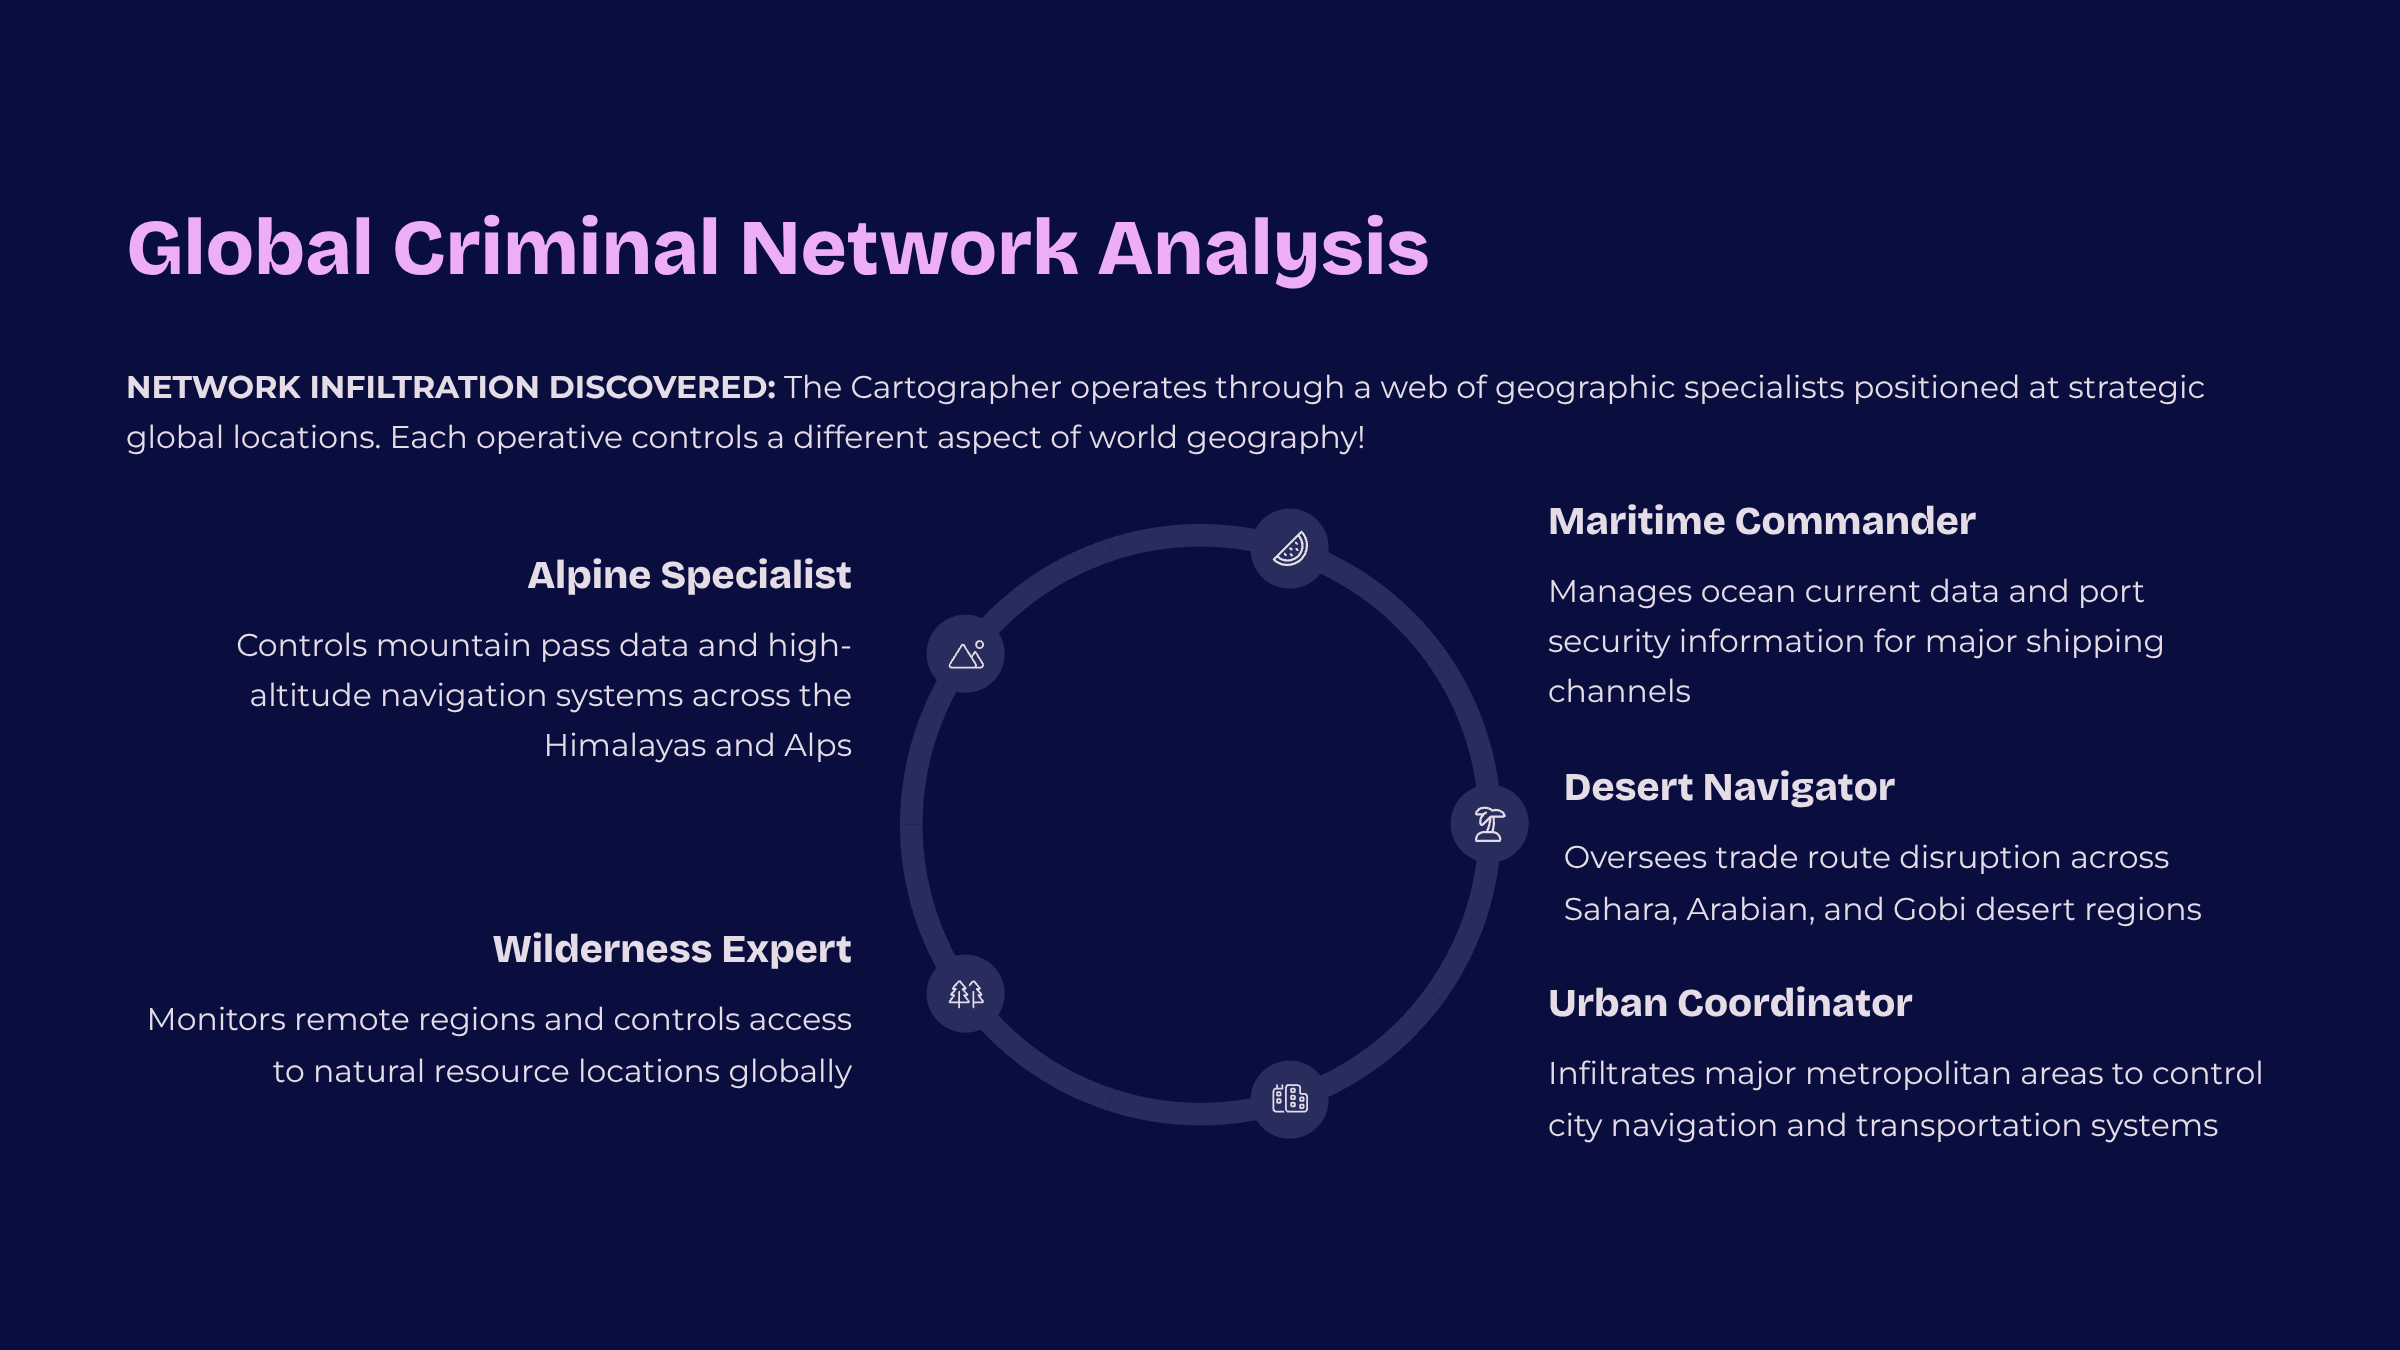 Global Criminal Network Analysis
NETWORK INFILTRATION DISCOVERED: The Cartographer operates through a web of geographic specialists positioned at strategic
global locations. Each operative controls a different aspect of world geography!
Alpine Specialist
Controls mountain pass data and high-
altitude navigation systems across the
Himalayas and Alps
Wilderness Expert
Monitors remote regions and controls access
to natural resource locations globally
Maritime Commander
Manages ocean current data and port
security information for major shipping
channels
Desert Navigator
Oversees trade route disruption across
Sahara, Arabian, and Gobi desert regions
Urban Coordinator
Infiltrates major metropolitan areas to control
city navigation and transportation systems